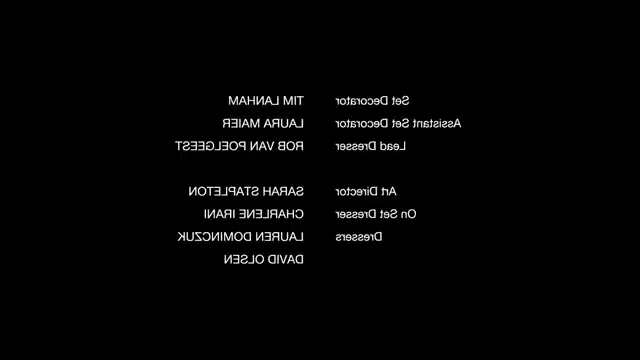 Set Decorator TIM LANHAM
Assistant Set Decorator LAURA MAIER
Lead Dresser ROB VAN POELGEEST
Art Director SARAH STAPLETON
On Set Dresser CHARLENE IRANI
Dressers LAUREN DOMINCZUK
DAVID OLSEN